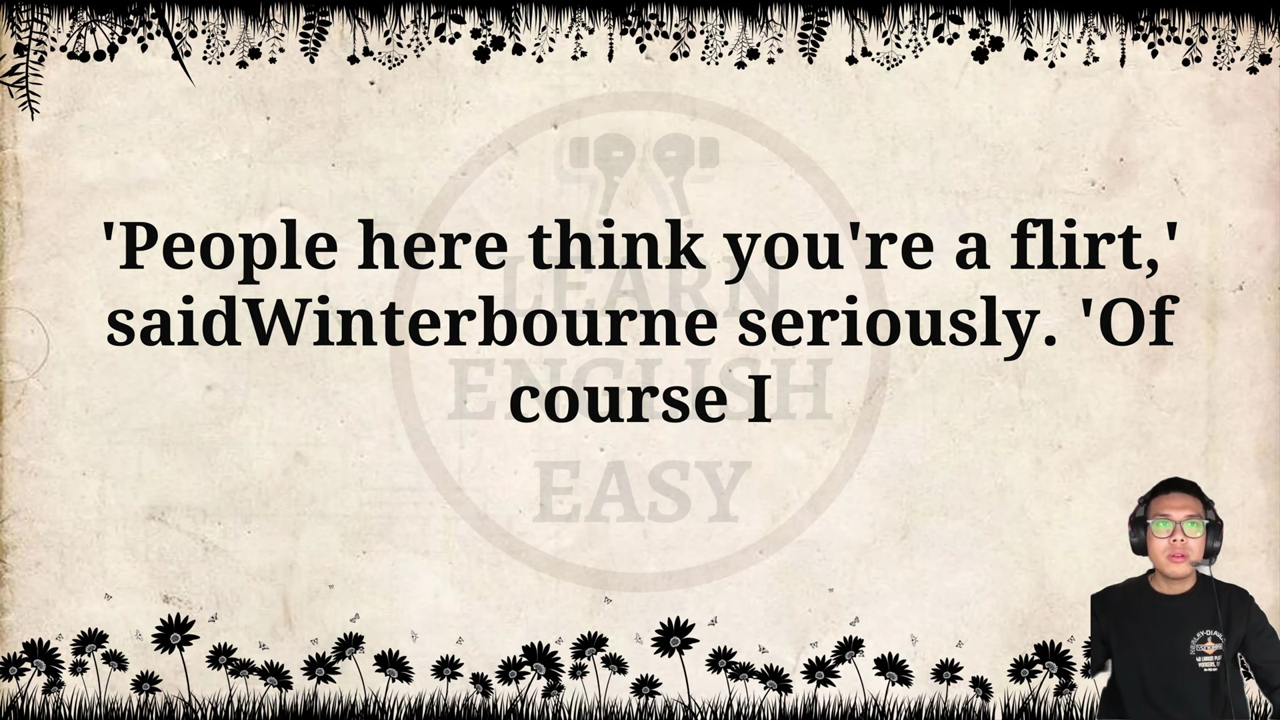 'People here think you're a flirt,'
saidWinterbourne seriously. 'Of
course I
LEARN
ENGLISH
EASY